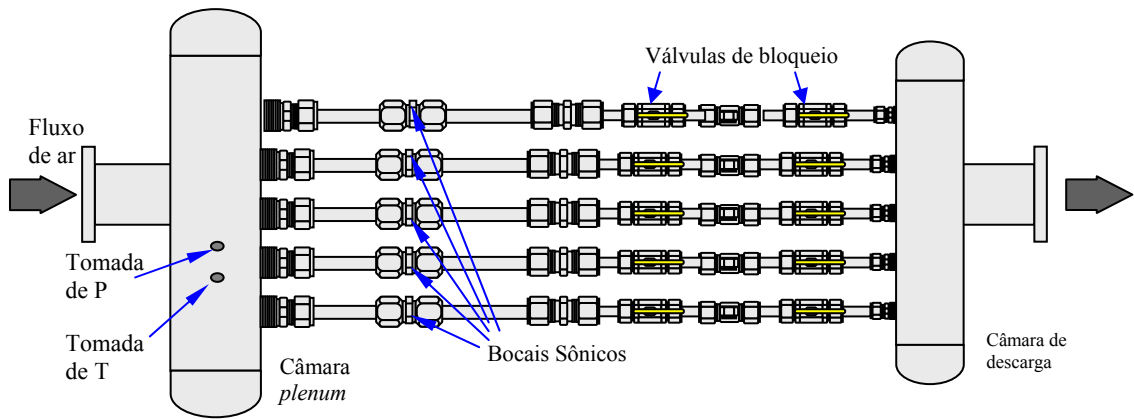 Válvulas de bloqueio
Fluxo
de ar
Tomada
de P
Tomada
de T
Câmara
plenum
Bocais Sônicos
Câmara de
descarga